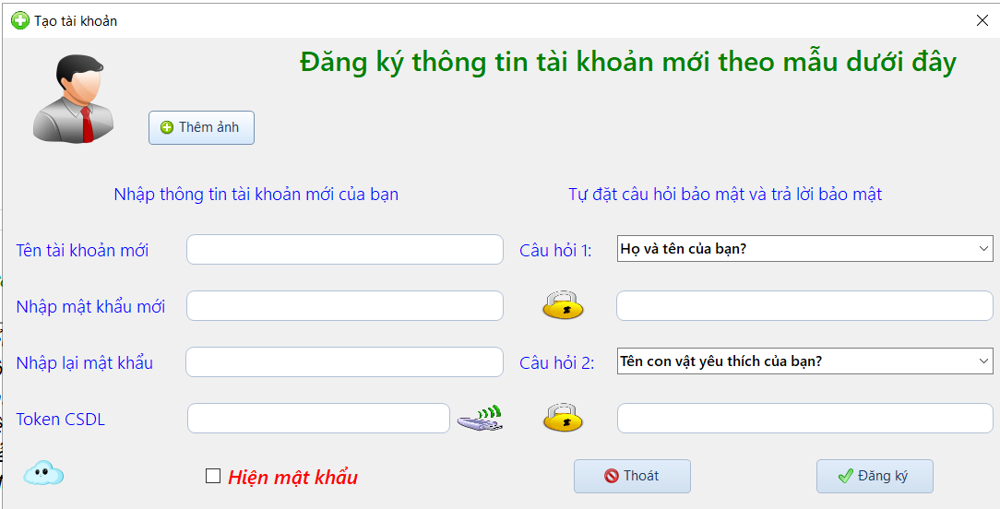 Tạo tài khoản
Đăng ký thông tin tài khoản mới theo mẫu dưới đây
Thêm ảnh
Nhập thông tin tài khoản mới của bạn
Tự đặt câu hỏi bảo mật và trả lời bảo mật
Tên tài khoản mới
Câu hỏi 1:
Họ và tên của bạn?
Nhập mật khẩu mới
Nhập lại mật khẩu
Câu hỏi 2:
Tên con vật yêu thích của bạn?
Token CSDL
Hiện mật khẩu
Thoát
Đăng ký